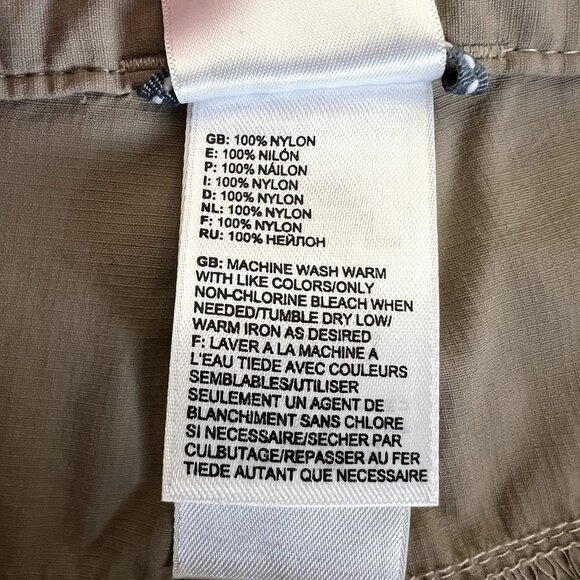 GB: 100% NYLON
E: 100% NILÓN
P: 100% NÁILON
I: 100% NYLON
D: 100% NYLON
NL: 100% NYLON
F: 100% NYLON
RU: 100% НЕЙЛОН
GB: MACHINE WASH WARM
WITH LIKE COLORS/ONLY
NON-CHLORINE BLEACH WHEN
NEEDED/TUMBLE DRY LOW/
WARM IRON AS DESIRED
F: LAVER A LA MACHINE A
L'EAU TIEDE AVEC COULEURS
SEMBLABLES/UTILISER
SEULEMENT UN AGENT DE
BLANCHIMENT SANS CHLORE
SI NECESSAIRE/SECHER PAR
CULBUTAGE/REPASSER AU FER
TIEDE AUTANT QUE NECESSAIRE